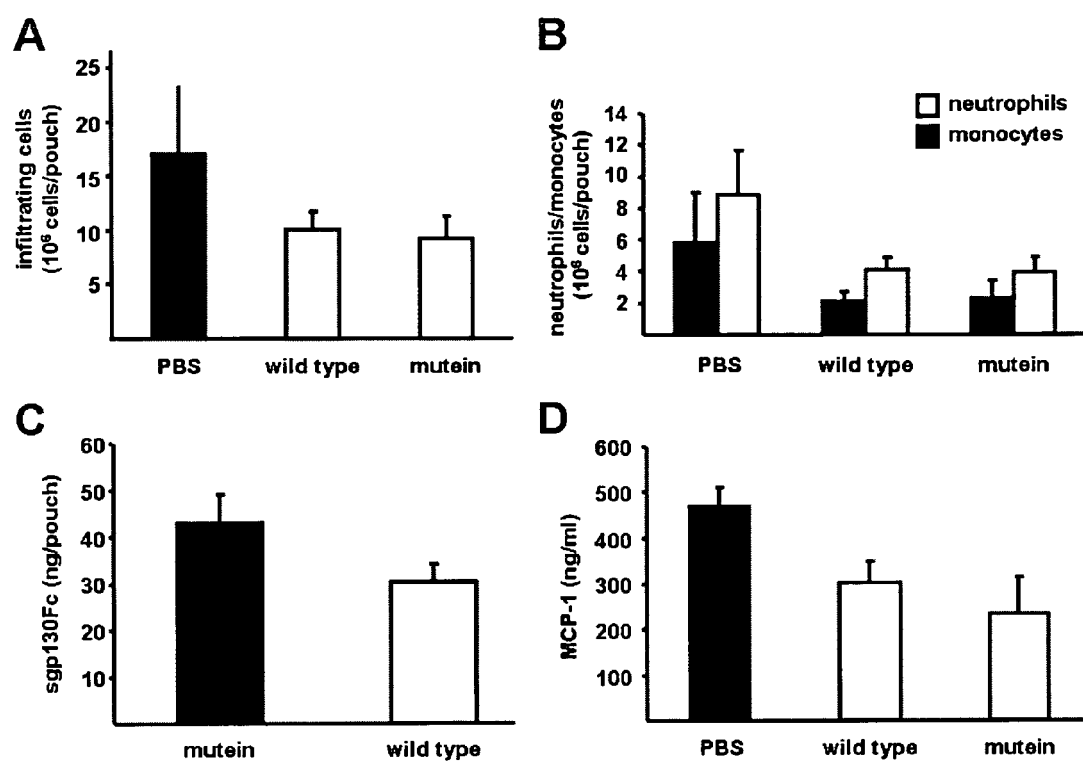 A
infiltrating cells
(10⁶ cells/pouch)
25
20
15
10
5
PBS wild type mutein
B
neutrophils
monocytes
neutrophils/monocytes
(10⁶ cells/pouch)
14
12
10
8
6
4
2
PBS wild type mutein
C
sgp130Fc (ng/pouch)
60
50
40
30
20
10
mutein wild type
D
MCP-1 (ng/ml)
600
500
400
300
200
100
PBS wild type mutein